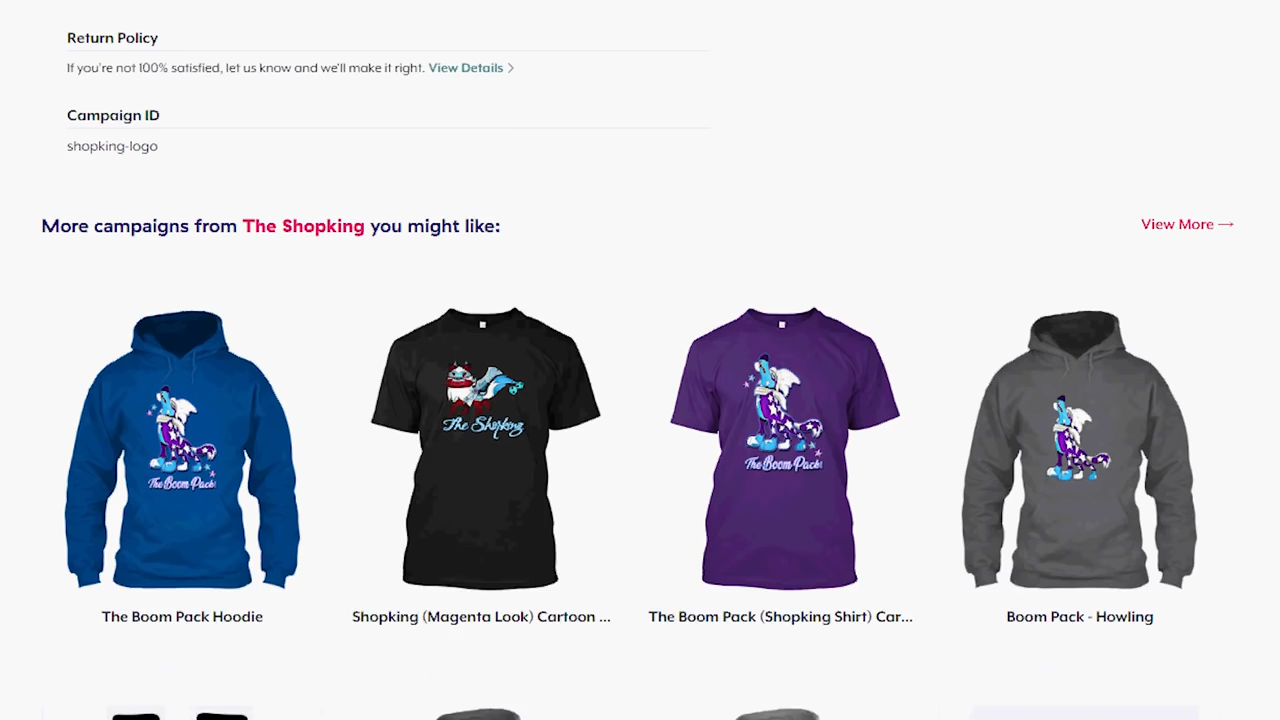 Return Policy
If you're not 100% satisfied, let us know and we'll make it right. View Details >
Campaign ID
shopking-logo
More campaigns from The Shopking you might like:
View More →
The Boom Pack
The Shopking
The Boom Pack
The Boom Pack Hoodie
Shopking (Magenta Look) Cartoon ...
The Boom Pack (Shopking Shirt) Car...
Boom Pack - Howling